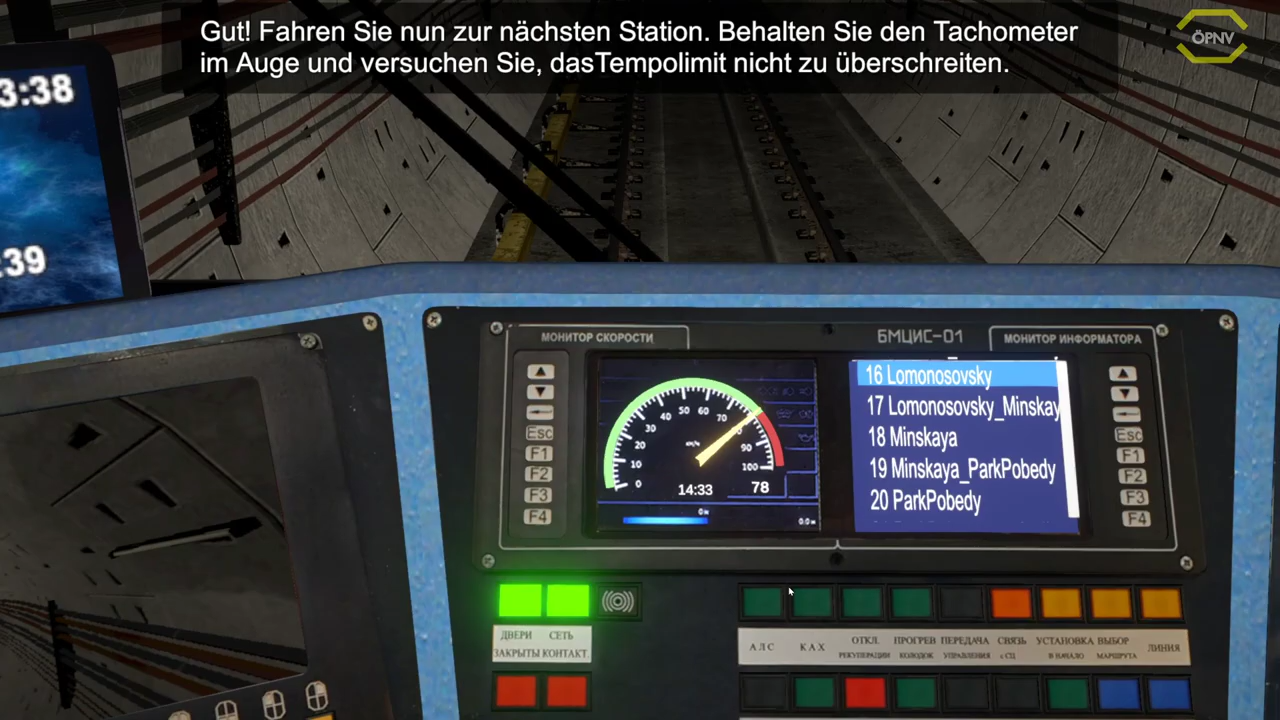 Gut! Fahren Sie nun zur nächsten Station. Behalten Sie den Tachometer
im Auge und versuchen Sie, dasTempolimit nicht zu überschreiten.
ÖPNV
3:38
:39
МОНИТОР СКОРОСТИ
БМЦИС-01
МОНИТОР ИНФОРМАТОРА
Esc
F1
F2
F3
F4
0
10
20
30
40
50
60
70
90
100
km/h
14:33
78
16 Lomonosovsky
17 Lomonosovsky_Minskay
18 Minskaya
19 Minskaya_ParkPobedy
20 ParkPobedy
Esc
F1
F2
F3
F4
ДВЕРИ
ЗАКРЫТЫ
СЕТЬ
КОНТАКТ.
АЛС
КАХ
ОТКЛ.
РЕКУПЕРАЦИИ
ПРОГРЕВ
КОЛОДОК
ПЕРЕДАЧА
УПРАВЛЕНИЯ
СВЯЗЬ
с СЦ
УСТАНОВКА
В НАЧАЛО
ВЫБОР
МАРШРУТА
ЛИНИЯ